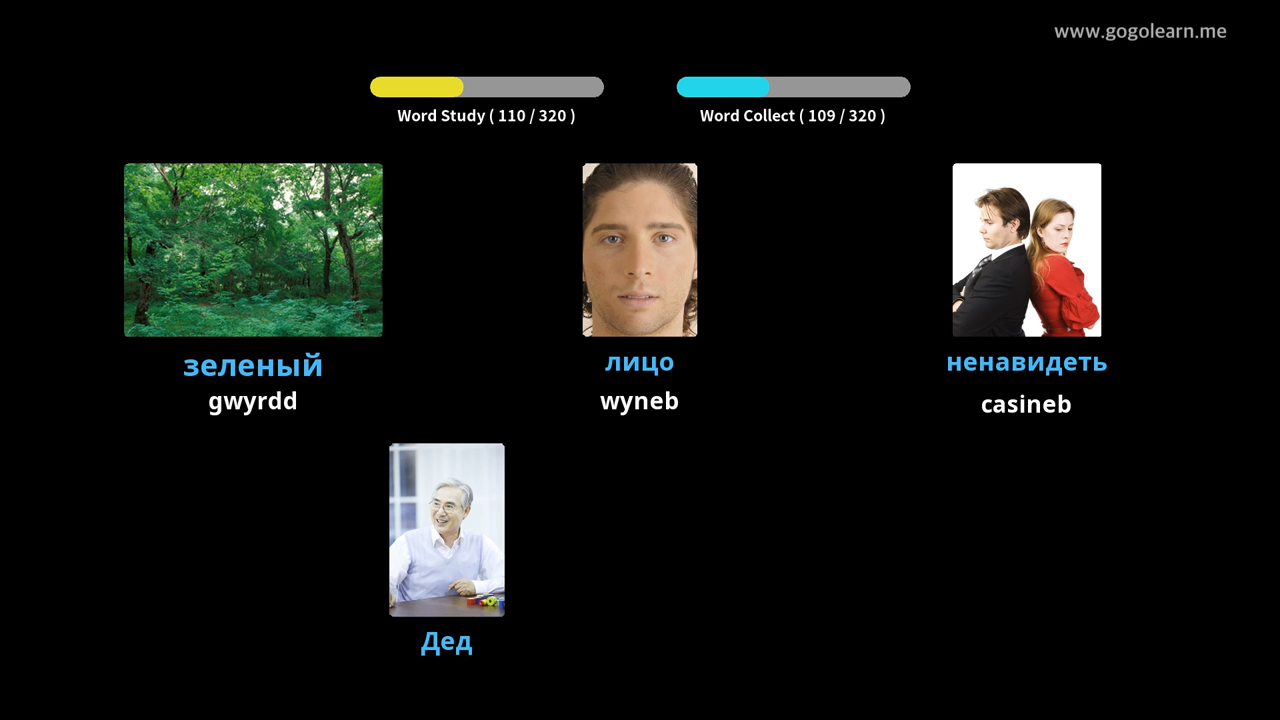 www.gogolearn.me
Word Study ( 110 / 320 )
Word Collect ( 109 / 320 )
зеленый
gwyrdd
лицо
wyneb
ненавидеть
casineb
Дед